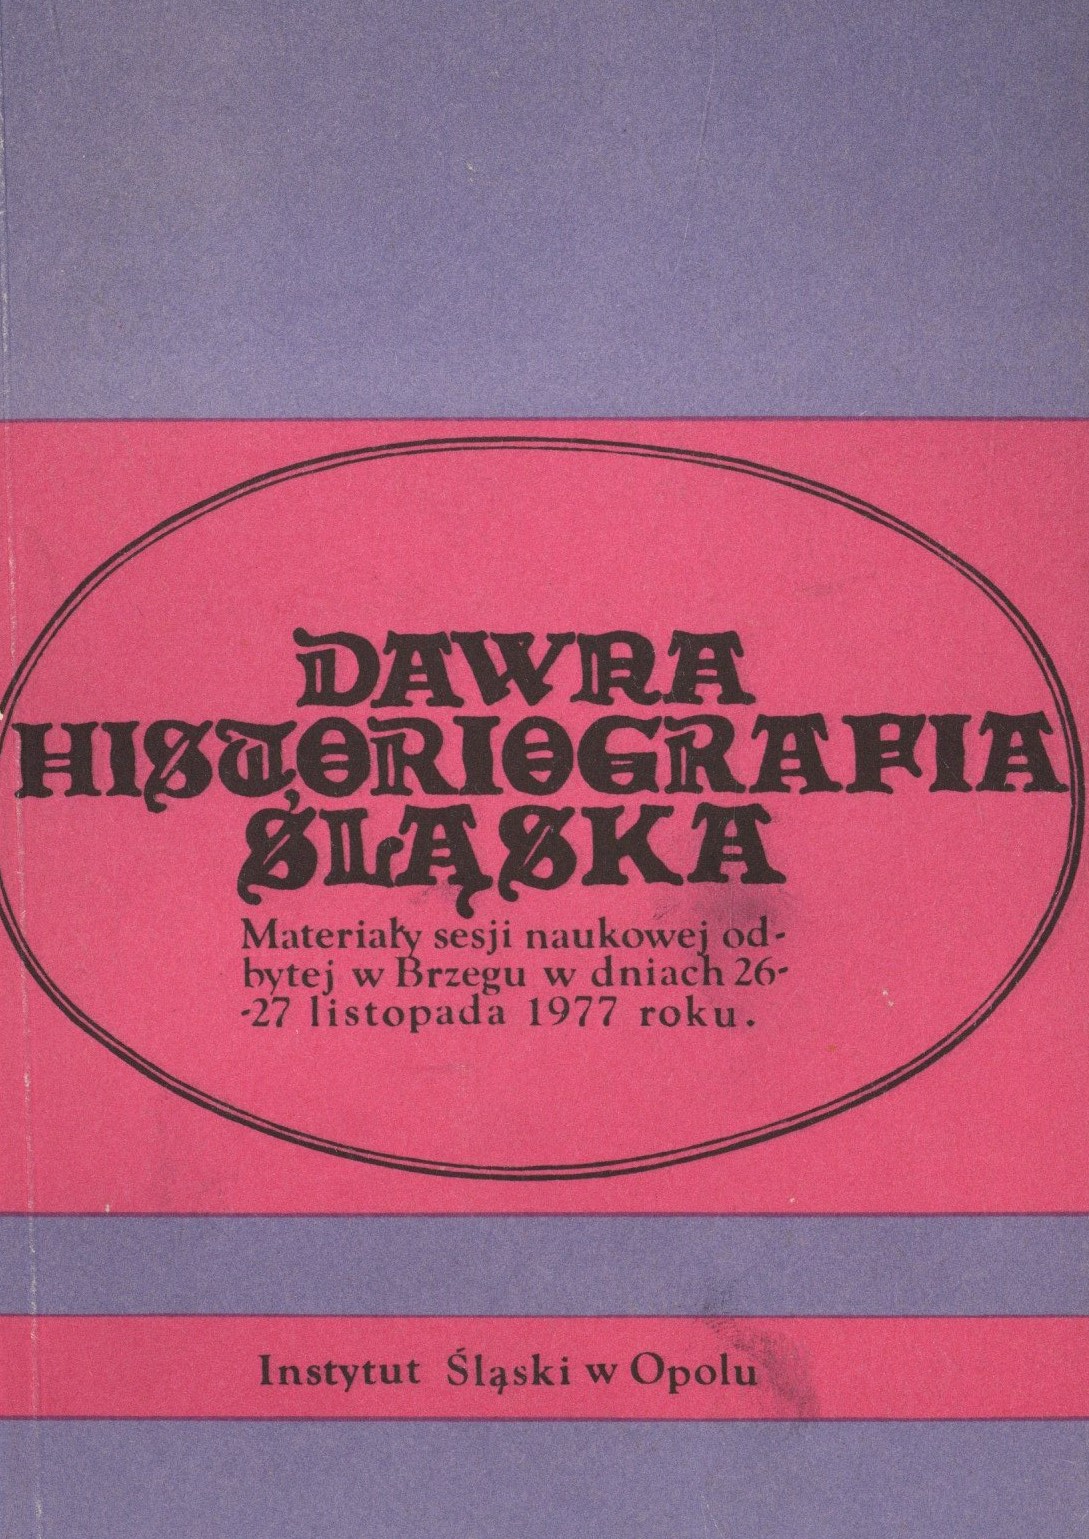 DAWNA
HISTORIOGRAFIA
ŚLĄSKA
Materiały sesji naukowej od-
bytej w Brzegu w dniach 26-
-27 listopada 1977 roku.
Instytut Śląski w Opolu